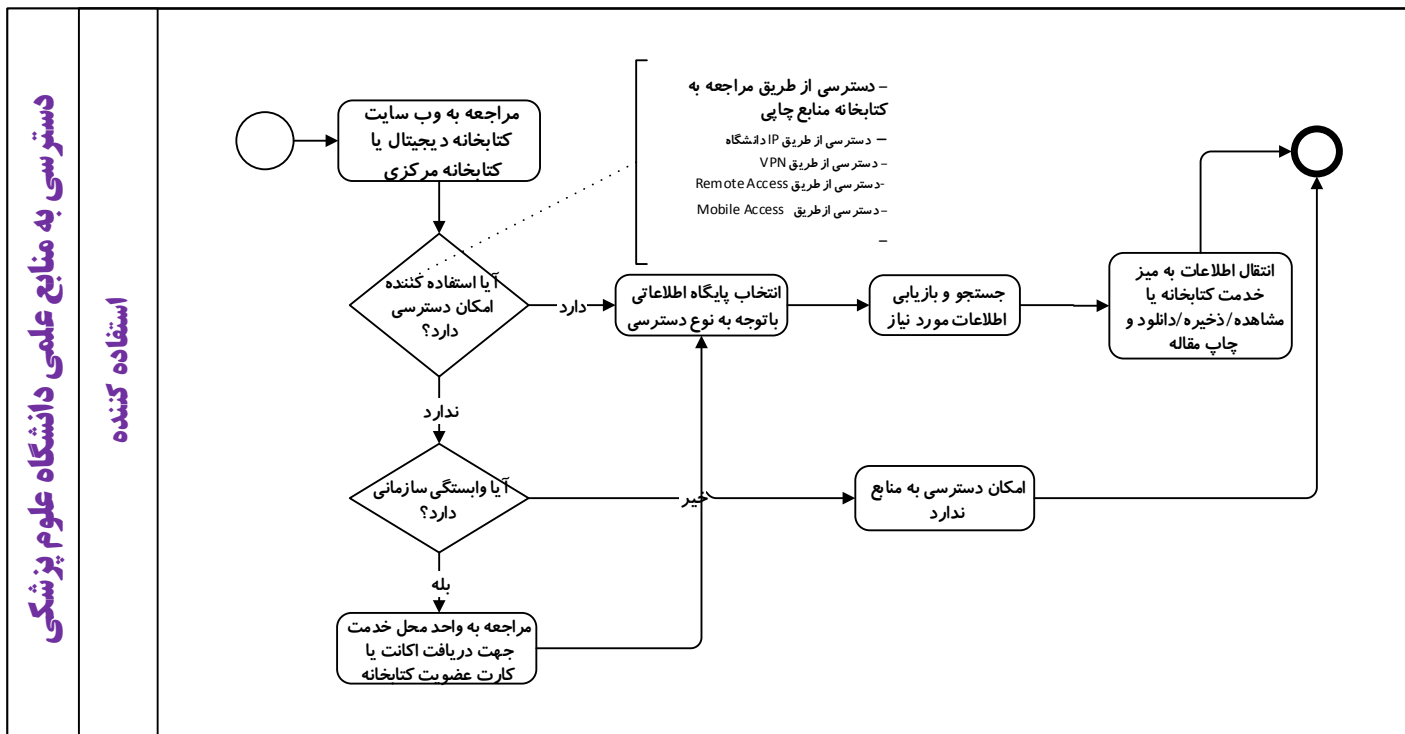 دسترسی به منابع علمی دانشگاه علوم پزشکی
استفاده کننده
مراجعه به وب سایت
کتابخانه دیجیتال یا
کتابخانه مرکزی
– دسترسی از طریق مراجعه به
کتابخانه منابع چاپی
– دسترسی از طریق IP دانشگاه
– دسترسی از طریق VPN
-دسترسی از طریق Remote Access
– دسترسی ازطریق Mobile Access
–
آیا استفاده کننده
امکان دسترسی
دارد؟
دارد
انتخاب پایگاه اطلاعاتی
باتوجه به نوع دسترسی
جستجو و بازیابی
اطلاعات مورد نیاز
انتقال اطلاعات به میز
خدمت کتابخانه یا
مشاهده/ذخیره/دانلود و
چاپ مقاله
ندارد
آیا وابستگی سازمانی
دارد؟
خیر
امکان دسترسی به منابع
ندارد
بله
مراجعه به واحد محل خدمت
جهت دریافت اکانت یا
کارت عضویت کتابخانه